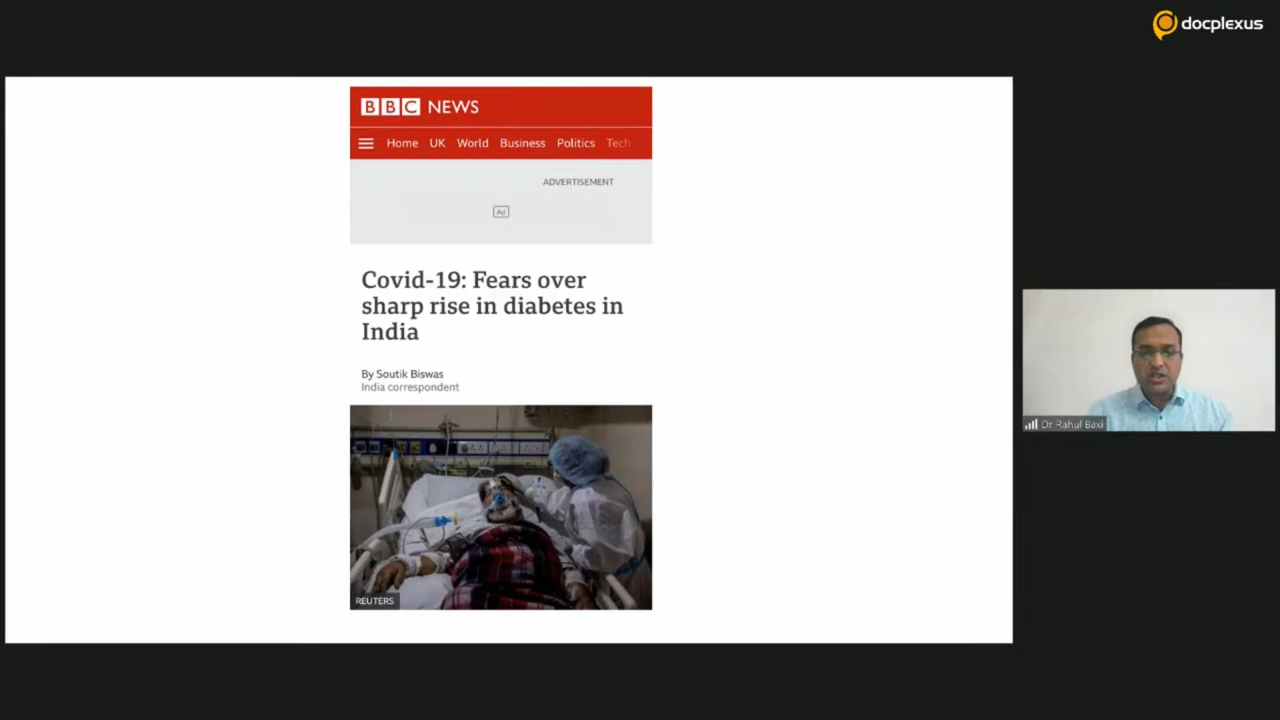 docplexus
BBC NEWS
Home UK World Business Politics Tech
ADVERTISEMENT
Ad
Covid-19: Fears over
sharp rise in diabetes in
India
By Soutik Biswas
India correspondent
REUTERS
Dr Rahul Baxi